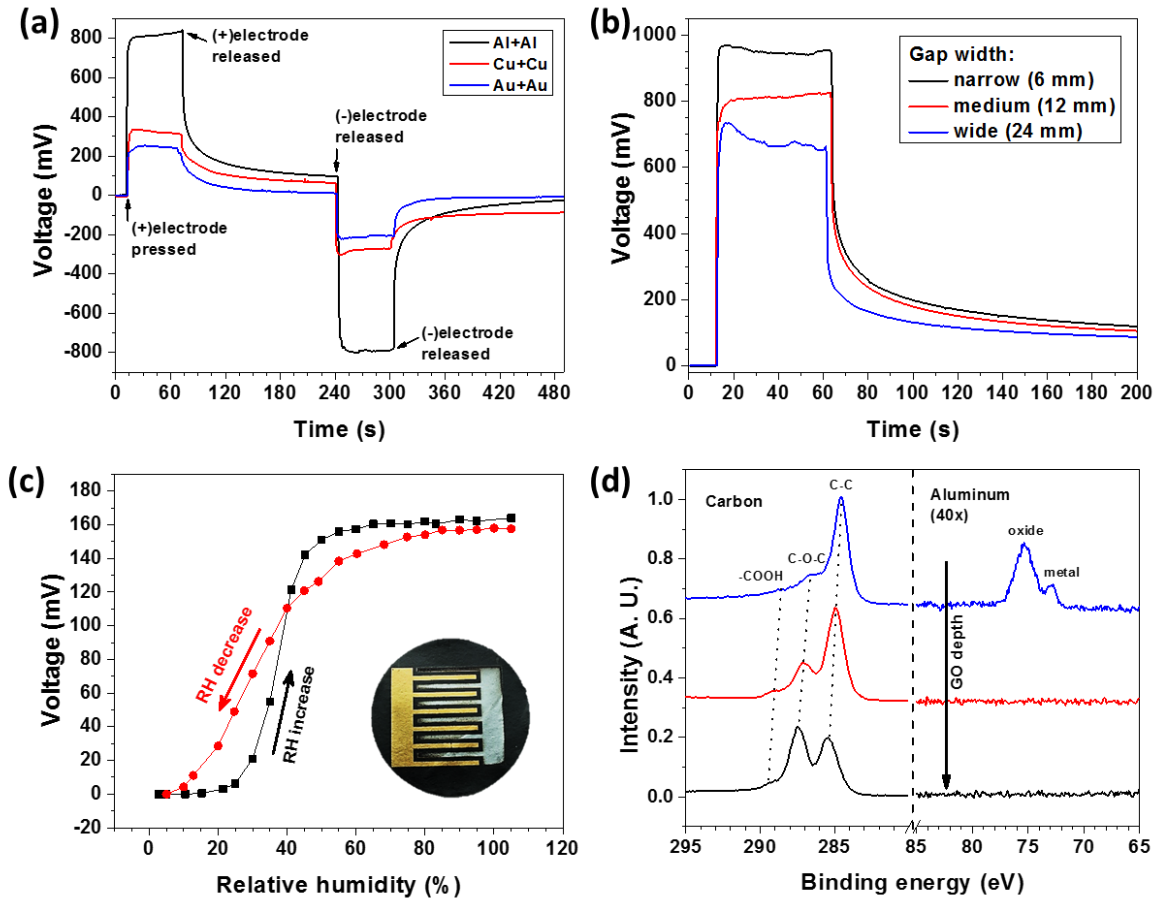 (a)
800
600
400
200
0
-200
-400
-600
-800
Voltage (mV)
(+)electrode
released
Al+Al
Cu+Cu
Au+Au
(-)electrode
released
(+)electrode
pressed
(-)electrode
released
0 60 120 180 240 300 360 420 480
Time (s)
(b)
1000
800
600
400
200
0
Voltage (mV)
Gap width:
narrow (6 mm)
medium (12 mm)
wide (24 mm)
0 20 40 60 80 100 120 140 160 180 200
Time (s)
(c)
180
160
140
120
100
80
60
40
20
0
-20
Voltage (mV)
RH decrease
RH increase
0 20 40 60 80 100 120
Relative humidity (%)
(d)
1.0
0.8
0.6
0.4
0.2
0.0
Intensity (A. U.)
Carbon
C-C
C-O-C
-COOH
Aluminum
(40x)
oxide
metal
GO depth
295 290 285 85 80 75 70 65
Binding energy (eV)